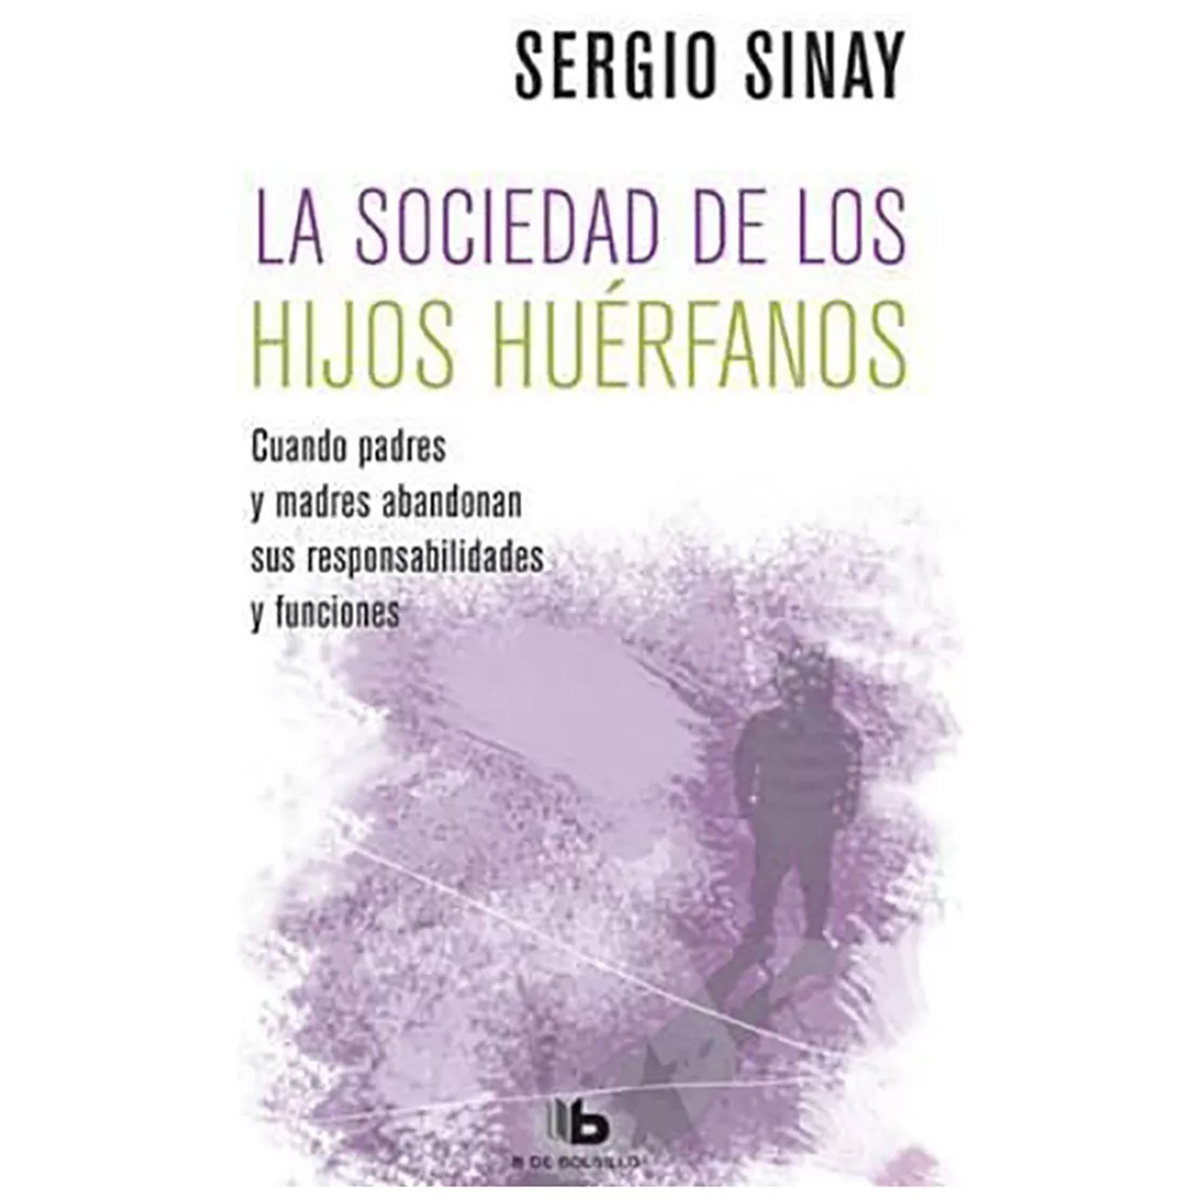 SERGIO SINAY
LA SOCIEDAD DE LOS
HIJOS HUÉRFANOS
Cuando padres
y madres abandonan
sus responsabilidades
y funciones
b
B DE BOLSILLO